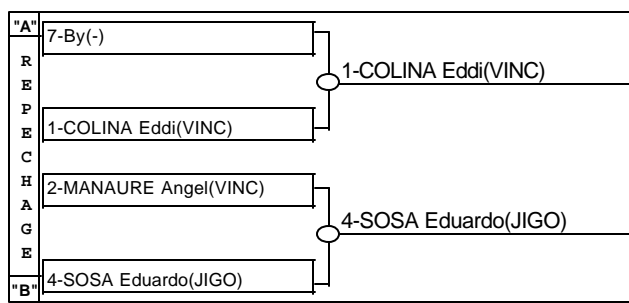 "A"
7-By(-)
1-COLINA Eddi(VINC)
1-COLINA Eddi(VINC)
REPECHAGE
2-MANAURE Angel(VINC)
4-SOSA Eduardo(JIGO)
4-SOSA Eduardo(JIGO)
"B"